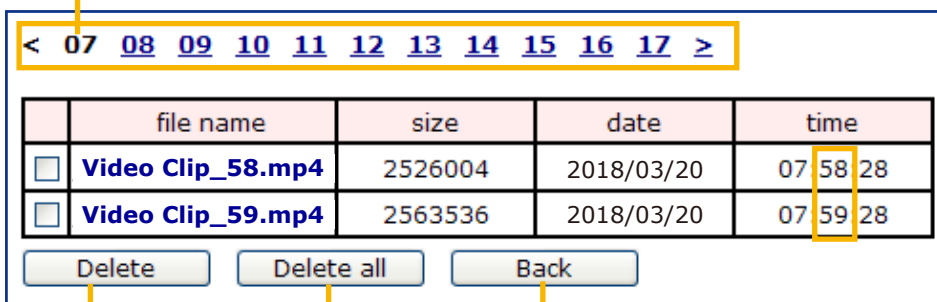 < 07 08 09 10 11 12 13 14 15 16 17 >
file name size date time
Video Clip_58.mp4 2526004 2018/03/20 07:58:28
Video Clip_59.mp4 2563536 2018/03/20 07:59:28
Delete Delete all Back